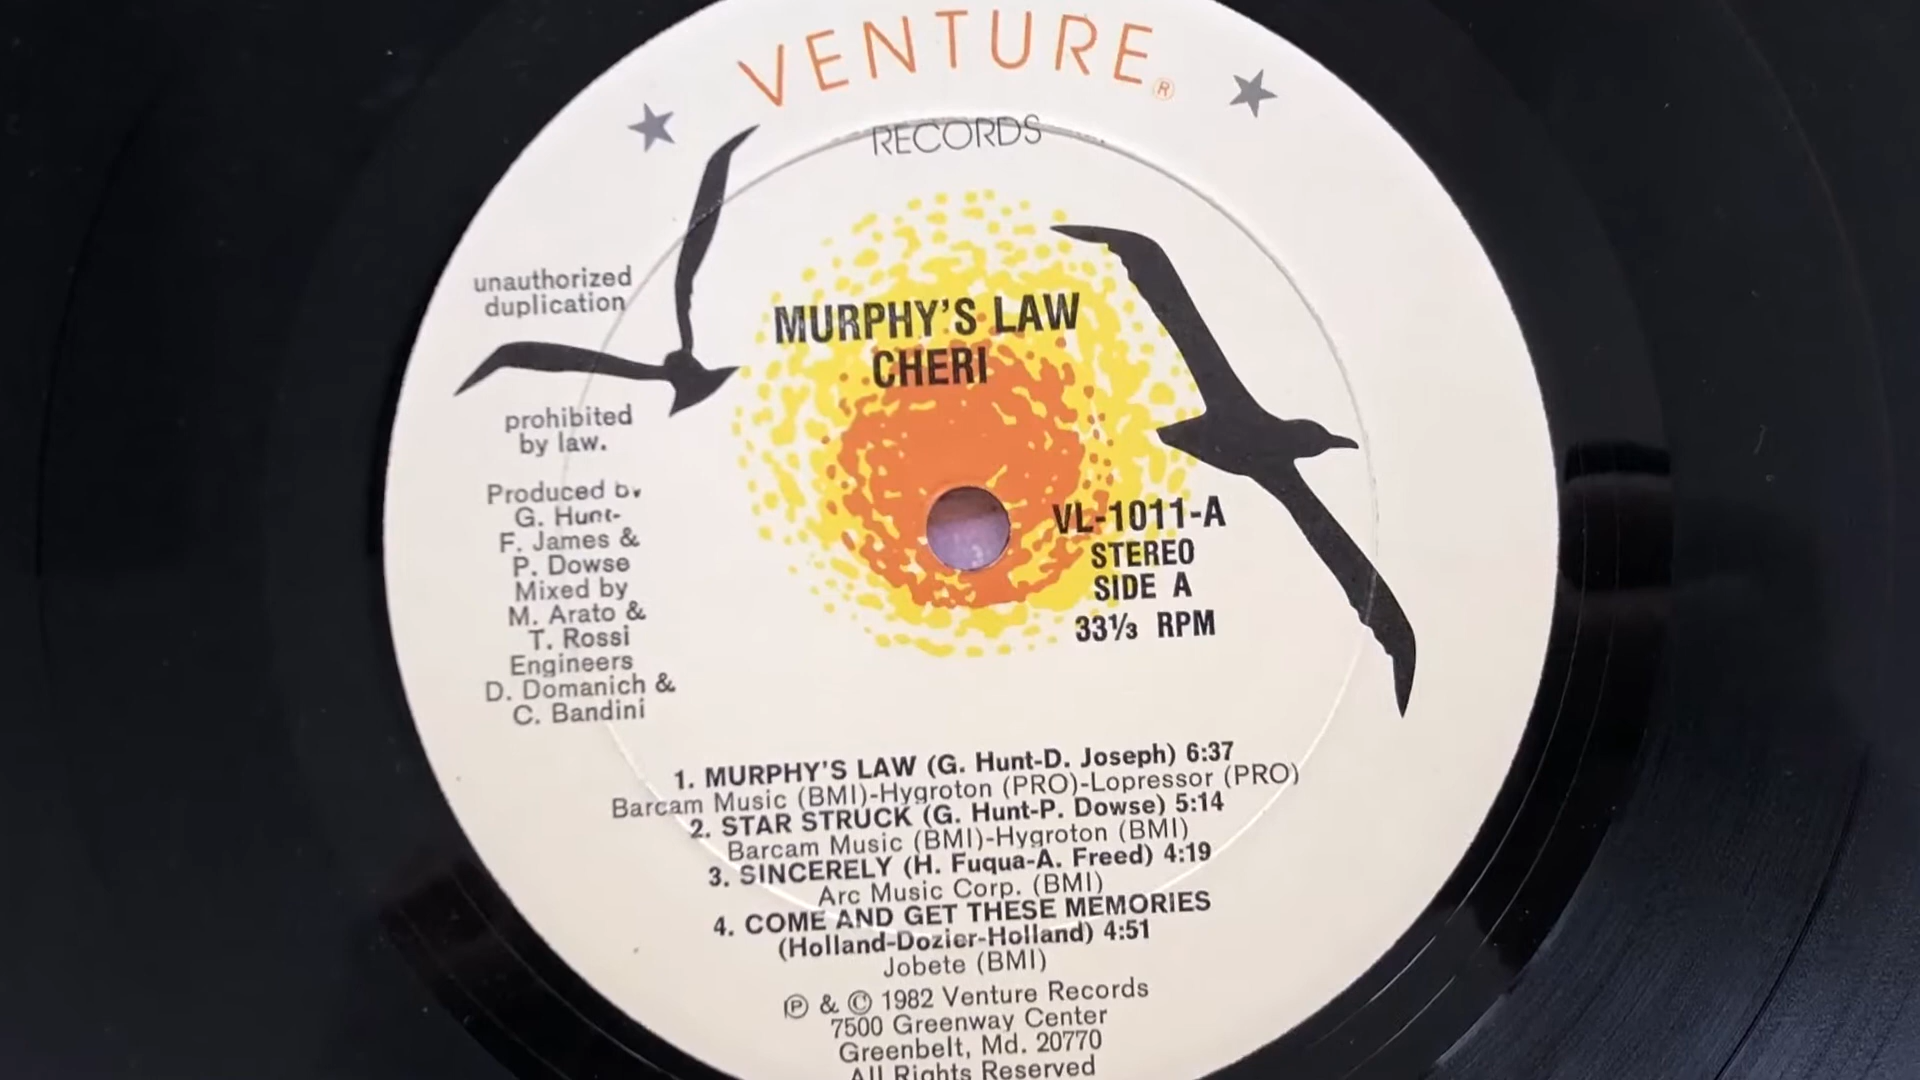 VENTURE®
RECORDS
unauthorized
duplication
prohibited
by law.
Produced by
G. Hunt-
F. James &
P. Dowse
Mixed by
M. Arato &
T. Rossi
Engineers
D. Domanich &
C. Bandini
MURPHY'S LAW
CHERI
VL-1011-A
STEREO
SIDE A
33⅓ RPM
1. MURPHY'S LAW (G. Hunt-D. Joseph) 6:37
Barcam Music (BMI)-Hygroton (PRO)-Lopressor (PRO)
2. STAR STRUCK (G. Hunt-P. Dowse) 5:14
Barcam Music (BMI)-Hygroton (BMI)
3. SINCERELY (H. Fuqua-A. Freed) 4:19
Arc Music Corp. (BMI)
4. COME AND GET THESE MEMORIES
(Holland-Dozier-Holland) 4:51
Jobete (BMI)
℗ & © 1982 Venture Records
7500 Greenway Center
Greenbelt, Md. 20770
All Rights Reserved